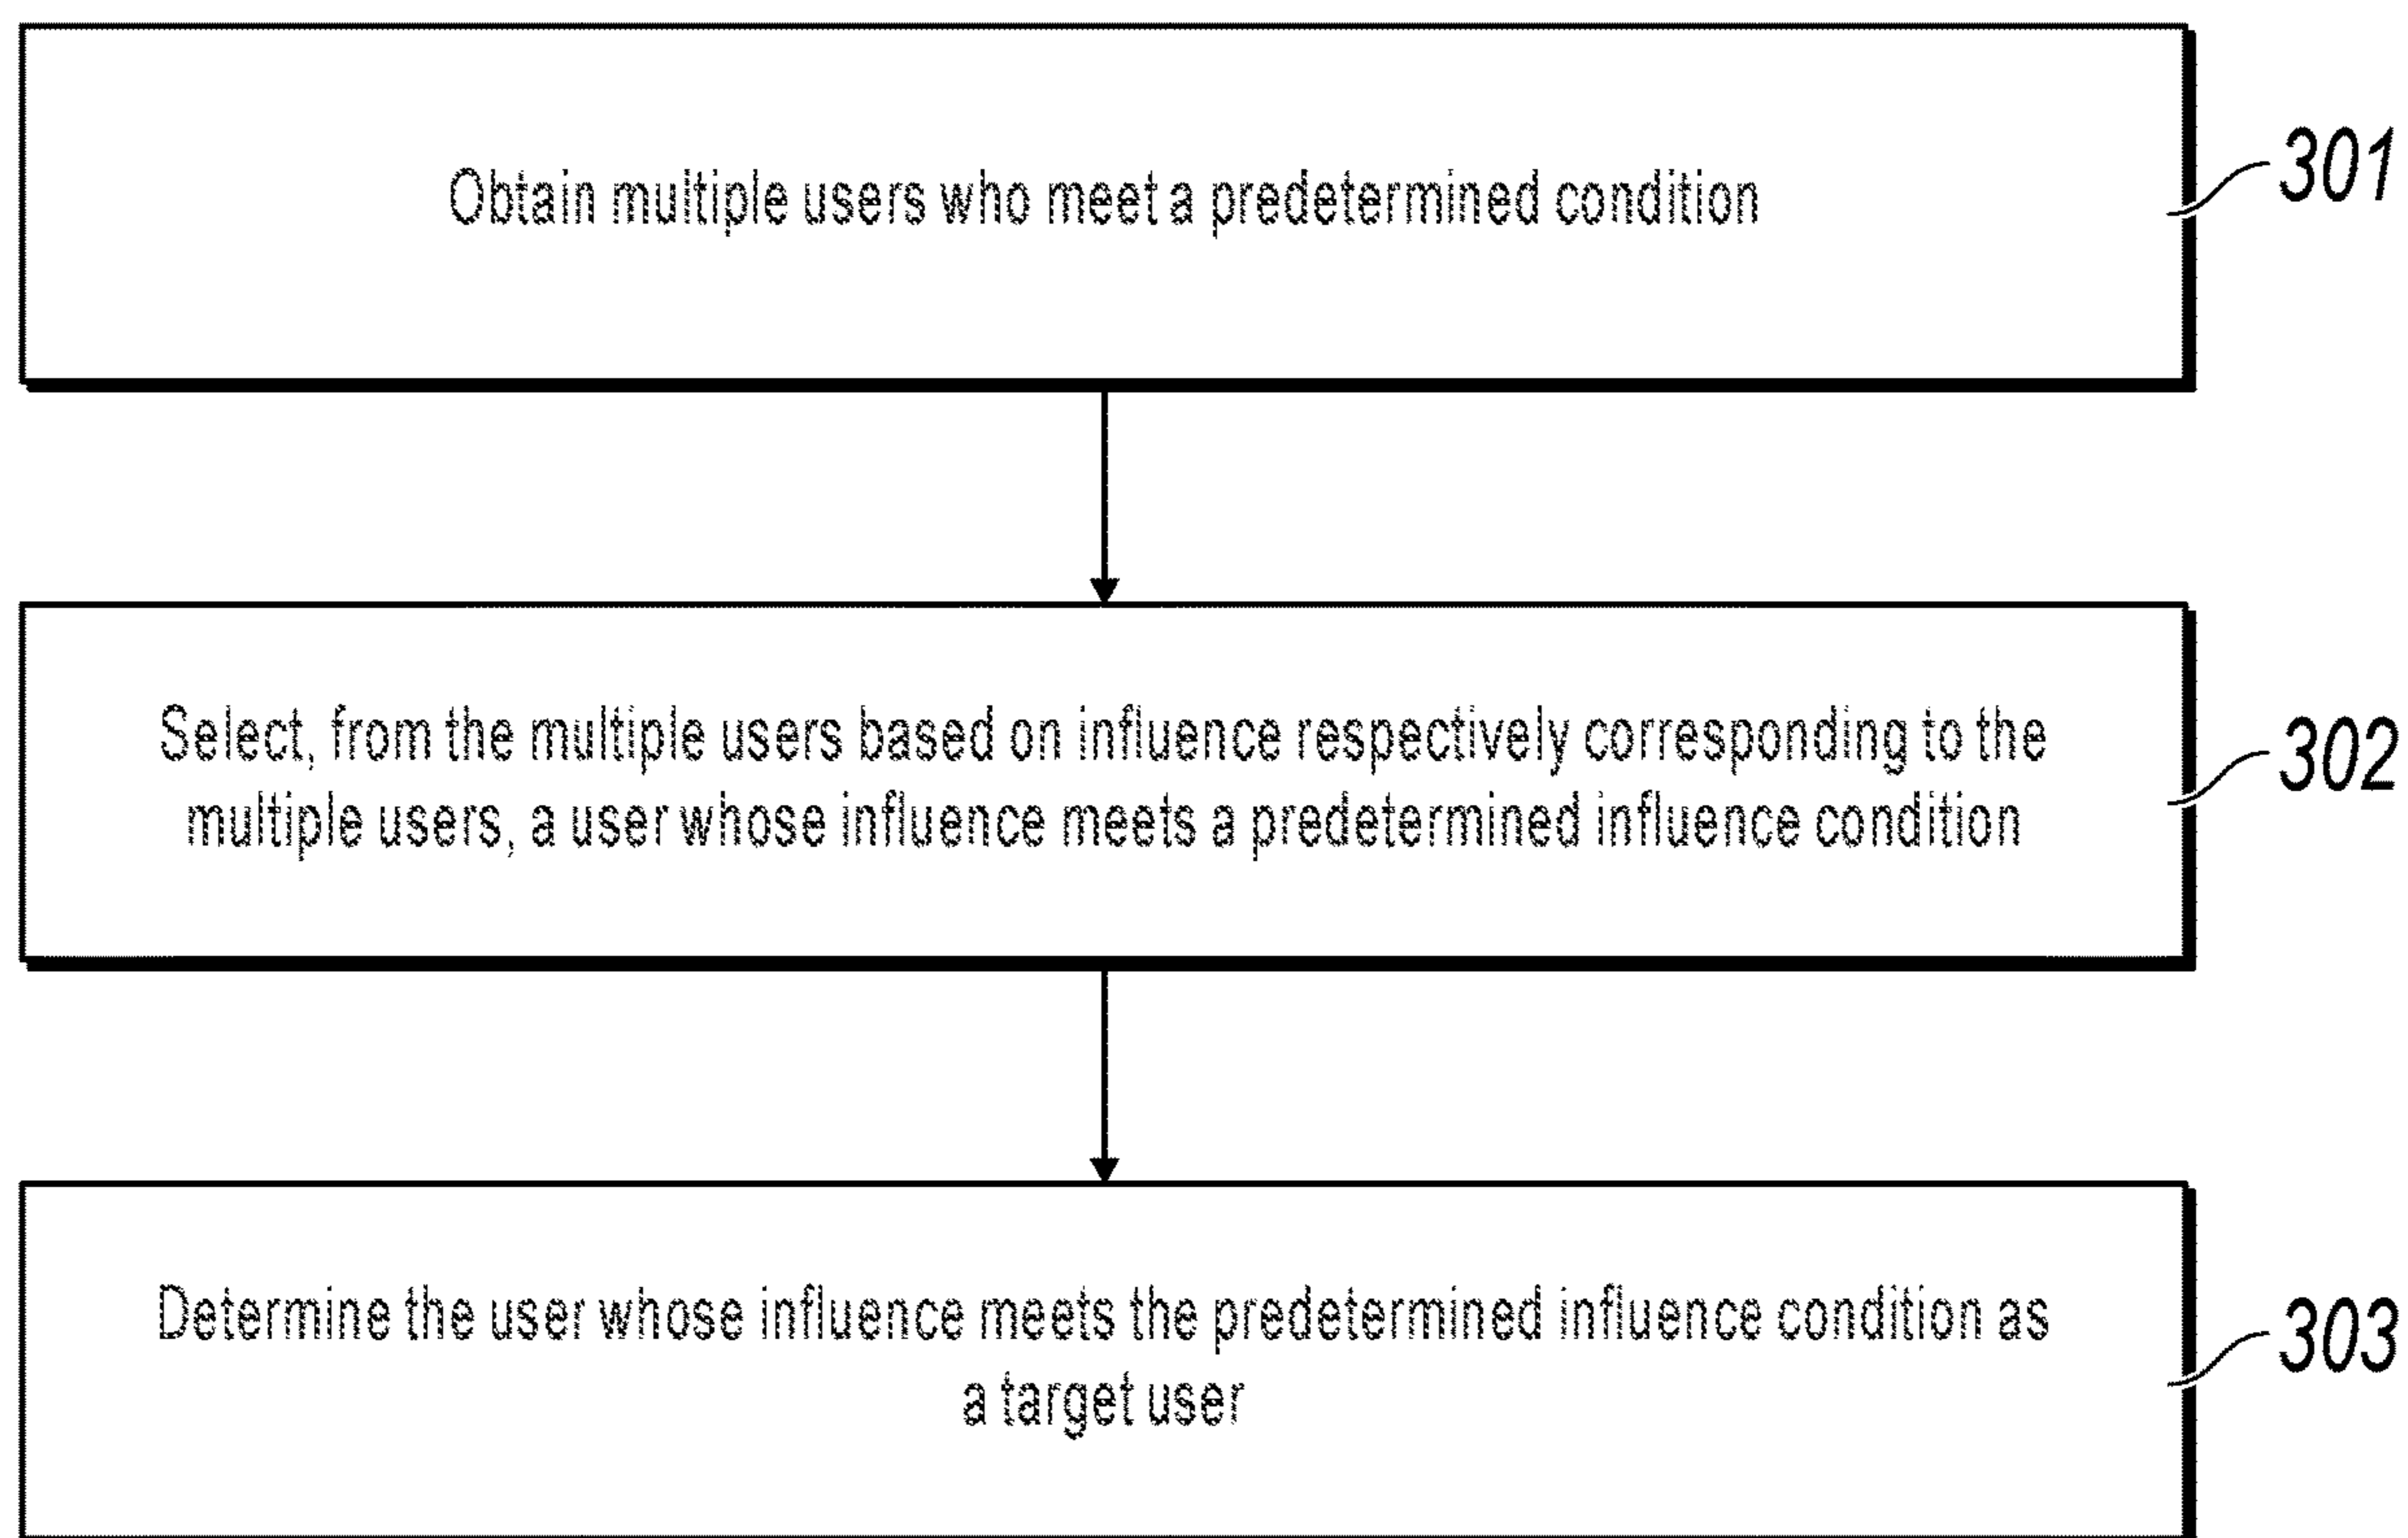 Obtain multiple users who meet a predetermined condition
301
Select, from the multiple users based on influence respectively corresponding to the
multiple users, a user whose influence meets a predetermined influence condition
302
Determine the user whose influence meets the predetermined influence condition as
a target user
303